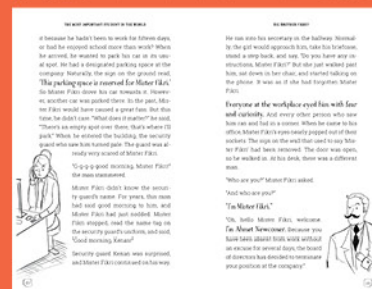 THE MOST IMPORTANT STUDENT IN THE WORLD
it because he hadn't been to work for fifteen days,
or had he enjoyed school more than work? When
he arrived, he wanted to park his car in its usu-
al spot. He had a designated parking space at the
company. Naturally, the sign on the ground read,
"This parking space is reserved for Mister Fikri."
So Mister Fikri drove his car towards it. Howev-
er, another car was parked there. In the past, Mis-
ter Fikri would have caused a great fuss. But this
time, he didn't care. "What does it matter?" he said.
"There's an empty spot over there; that's where I'll
park." When he entered the building, the security
guard who saw him turned pale. The guard was al-
ready very scared of Mister Fikri.
"G-g-g-good morning, Mister Fikri!"
the man stammered.
Mister Fikri didn't know the securi-
ty guard's name. For years, this man
had said good morning to him, and
Mister Fikri had just nodded. Mister
Fikri stopped, read the name tag on
the security guard's uniform, and said,
"Good morning, Kenan!"
Security guard Kenan was surprised,
and Mister Fikri continued on his way.
He ran into his secretary in the hallway. Normal-
ly, the girl would approach him, take his briefcase,
stand a step back, and say, "Do you have any in-
structions, Mister Fikri?" But she just walked past
him, sat down in her chair, and started talking on
the phone. It was as if she had forgotten Mister
Fikri.
Everyone at the workplace eyed him with fear
and curiosity. And every other person who saw
him ran and hid in a corner. When he came to his
office, Mister Fikri's eyes nearly popped out of their
sockets. The sign on the wall that used to say "Mis-
ter Fikri" had been removed. The door was open,
so he walked in. At his desk, there was a different
man.
"Who are you?" Mister Fikri asked.
"And who are you?"
"I'm Mister Fikri."
"Oh, hello Mister Fikri, welcome.
I'm About Newcomer. Because you
have been absent from work without
an excuse for several days, the board
of directors has decided to terminate
your position at the company."